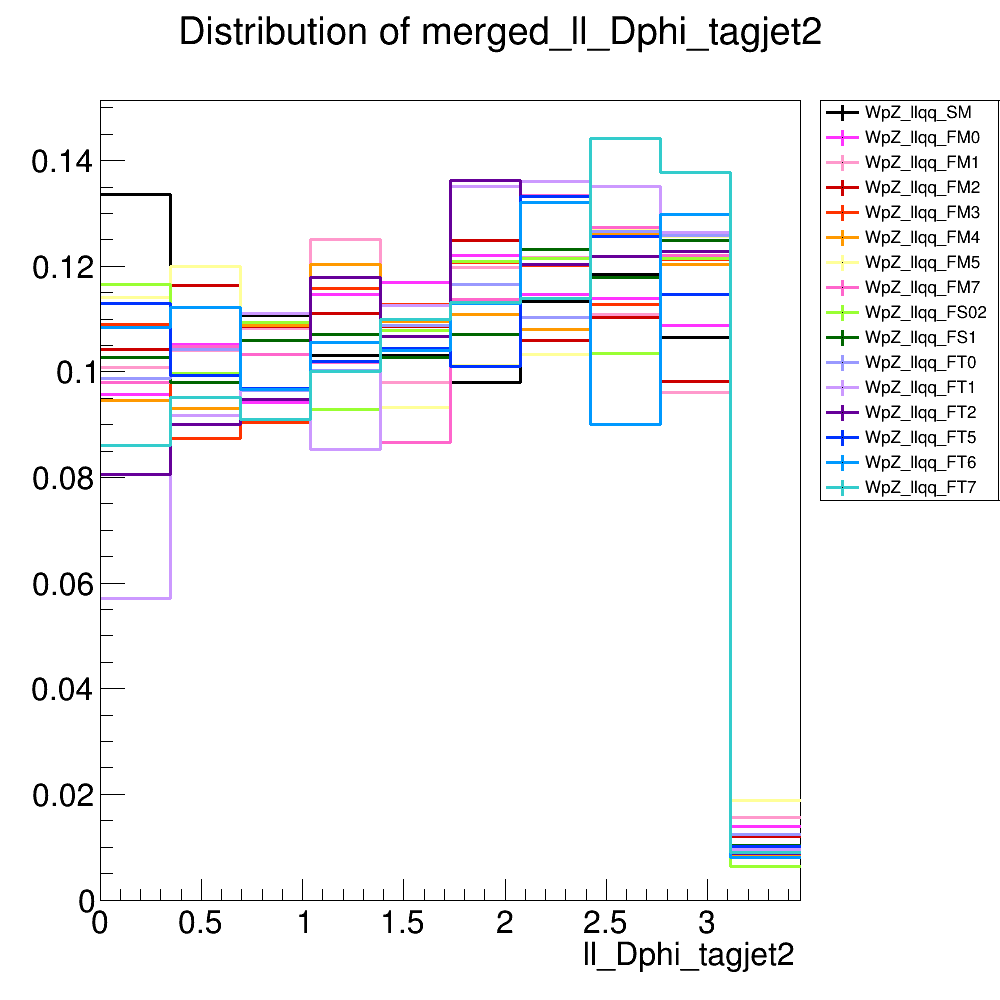 Distribution of merged_ll_Dphi_tagjet2
0.14
0.12
0.1
0.08
0.06
0.04
0.02
0
0 0.5 1 1.5 2 2.5 3
ll_Dphi_tagjet2
WpZ_llqq_SM
WpZ_llqq_FM0
WpZ_llqq_FM1
WpZ_llqq_FM2
WpZ_llqq_FM3
WpZ_llqq_FM4
WpZ_llqq_FM5
WpZ_llqq_FM7
WpZ_llqq_FS02
WpZ_llqq_FS1
WpZ_llqq_FT0
WpZ_llqq_FT1
WpZ_llqq_FT2
WpZ_llqq_FT5
WpZ_llqq_FT6
WpZ_llqq_FT7